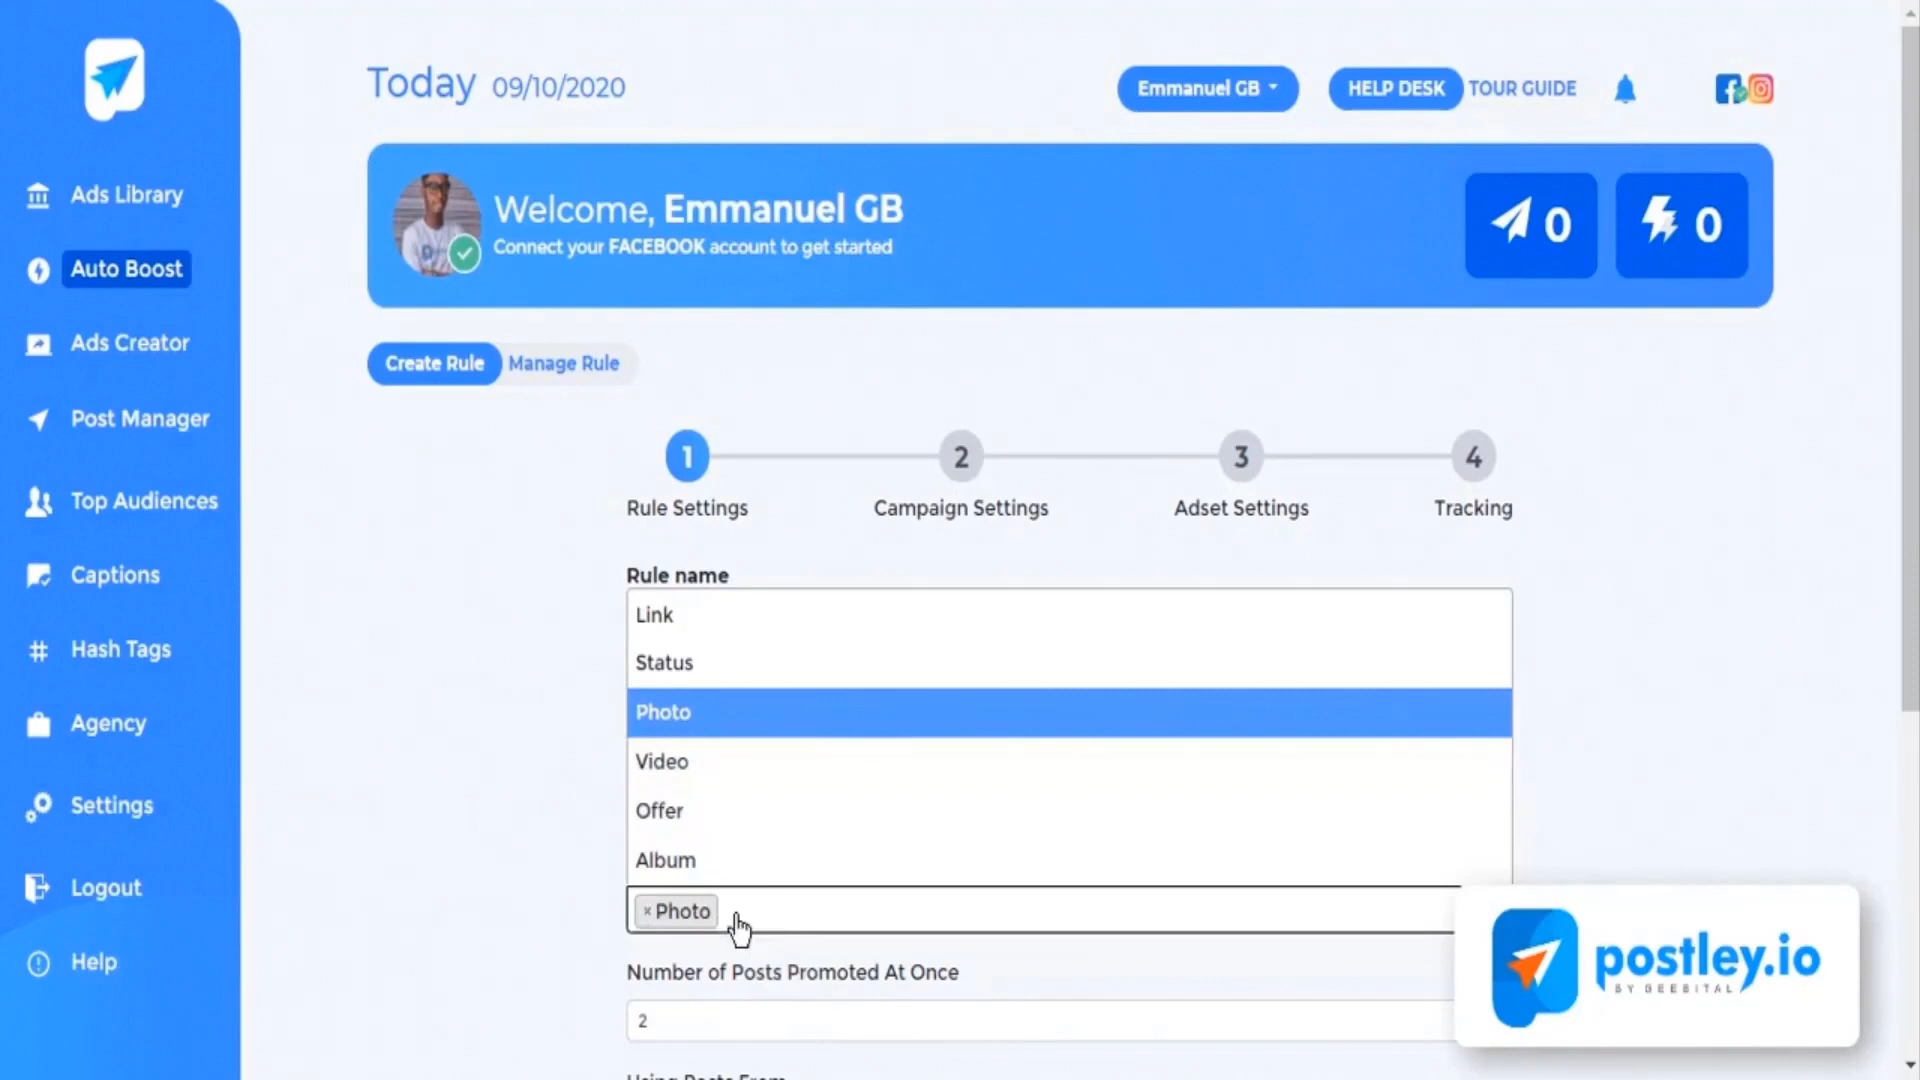 Today 09/10/2020
Emmanuel GB
HELP DESK
TOUR GUIDE
Ads Library
Auto Boost
Ads Creator
Post Manager
Top Audiences
Captions
Hash Tags
Agency
Settings
Logout
Help
Welcome, Emmanuel GB
Connect your FACEBOOK account to get started
0
0
Create Rule
Manage Rule
1
2
3
4
Rule Settings
Campaign Settings
Adset Settings
Tracking
Rule name
Link
Status
Photo
Video
Offer
Album
× Photo
Number of Posts Promoted At Once
2
Using Posts From
postley.io
BY GEEBITAL